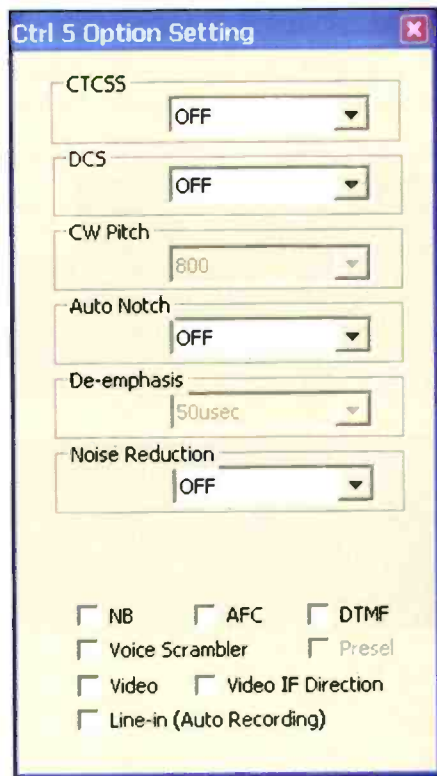 Ctrl 5 Option Setting
CTCSS
OFF
DCS
OFF
CW Pitch
800
Auto Notch
OFF
De-emphasis
50usec
Noise Reduction
OFF
NB AFC DTMF
Voice Scrambler Presel
Video Video IF Direction
Line-in (Auto Recording)